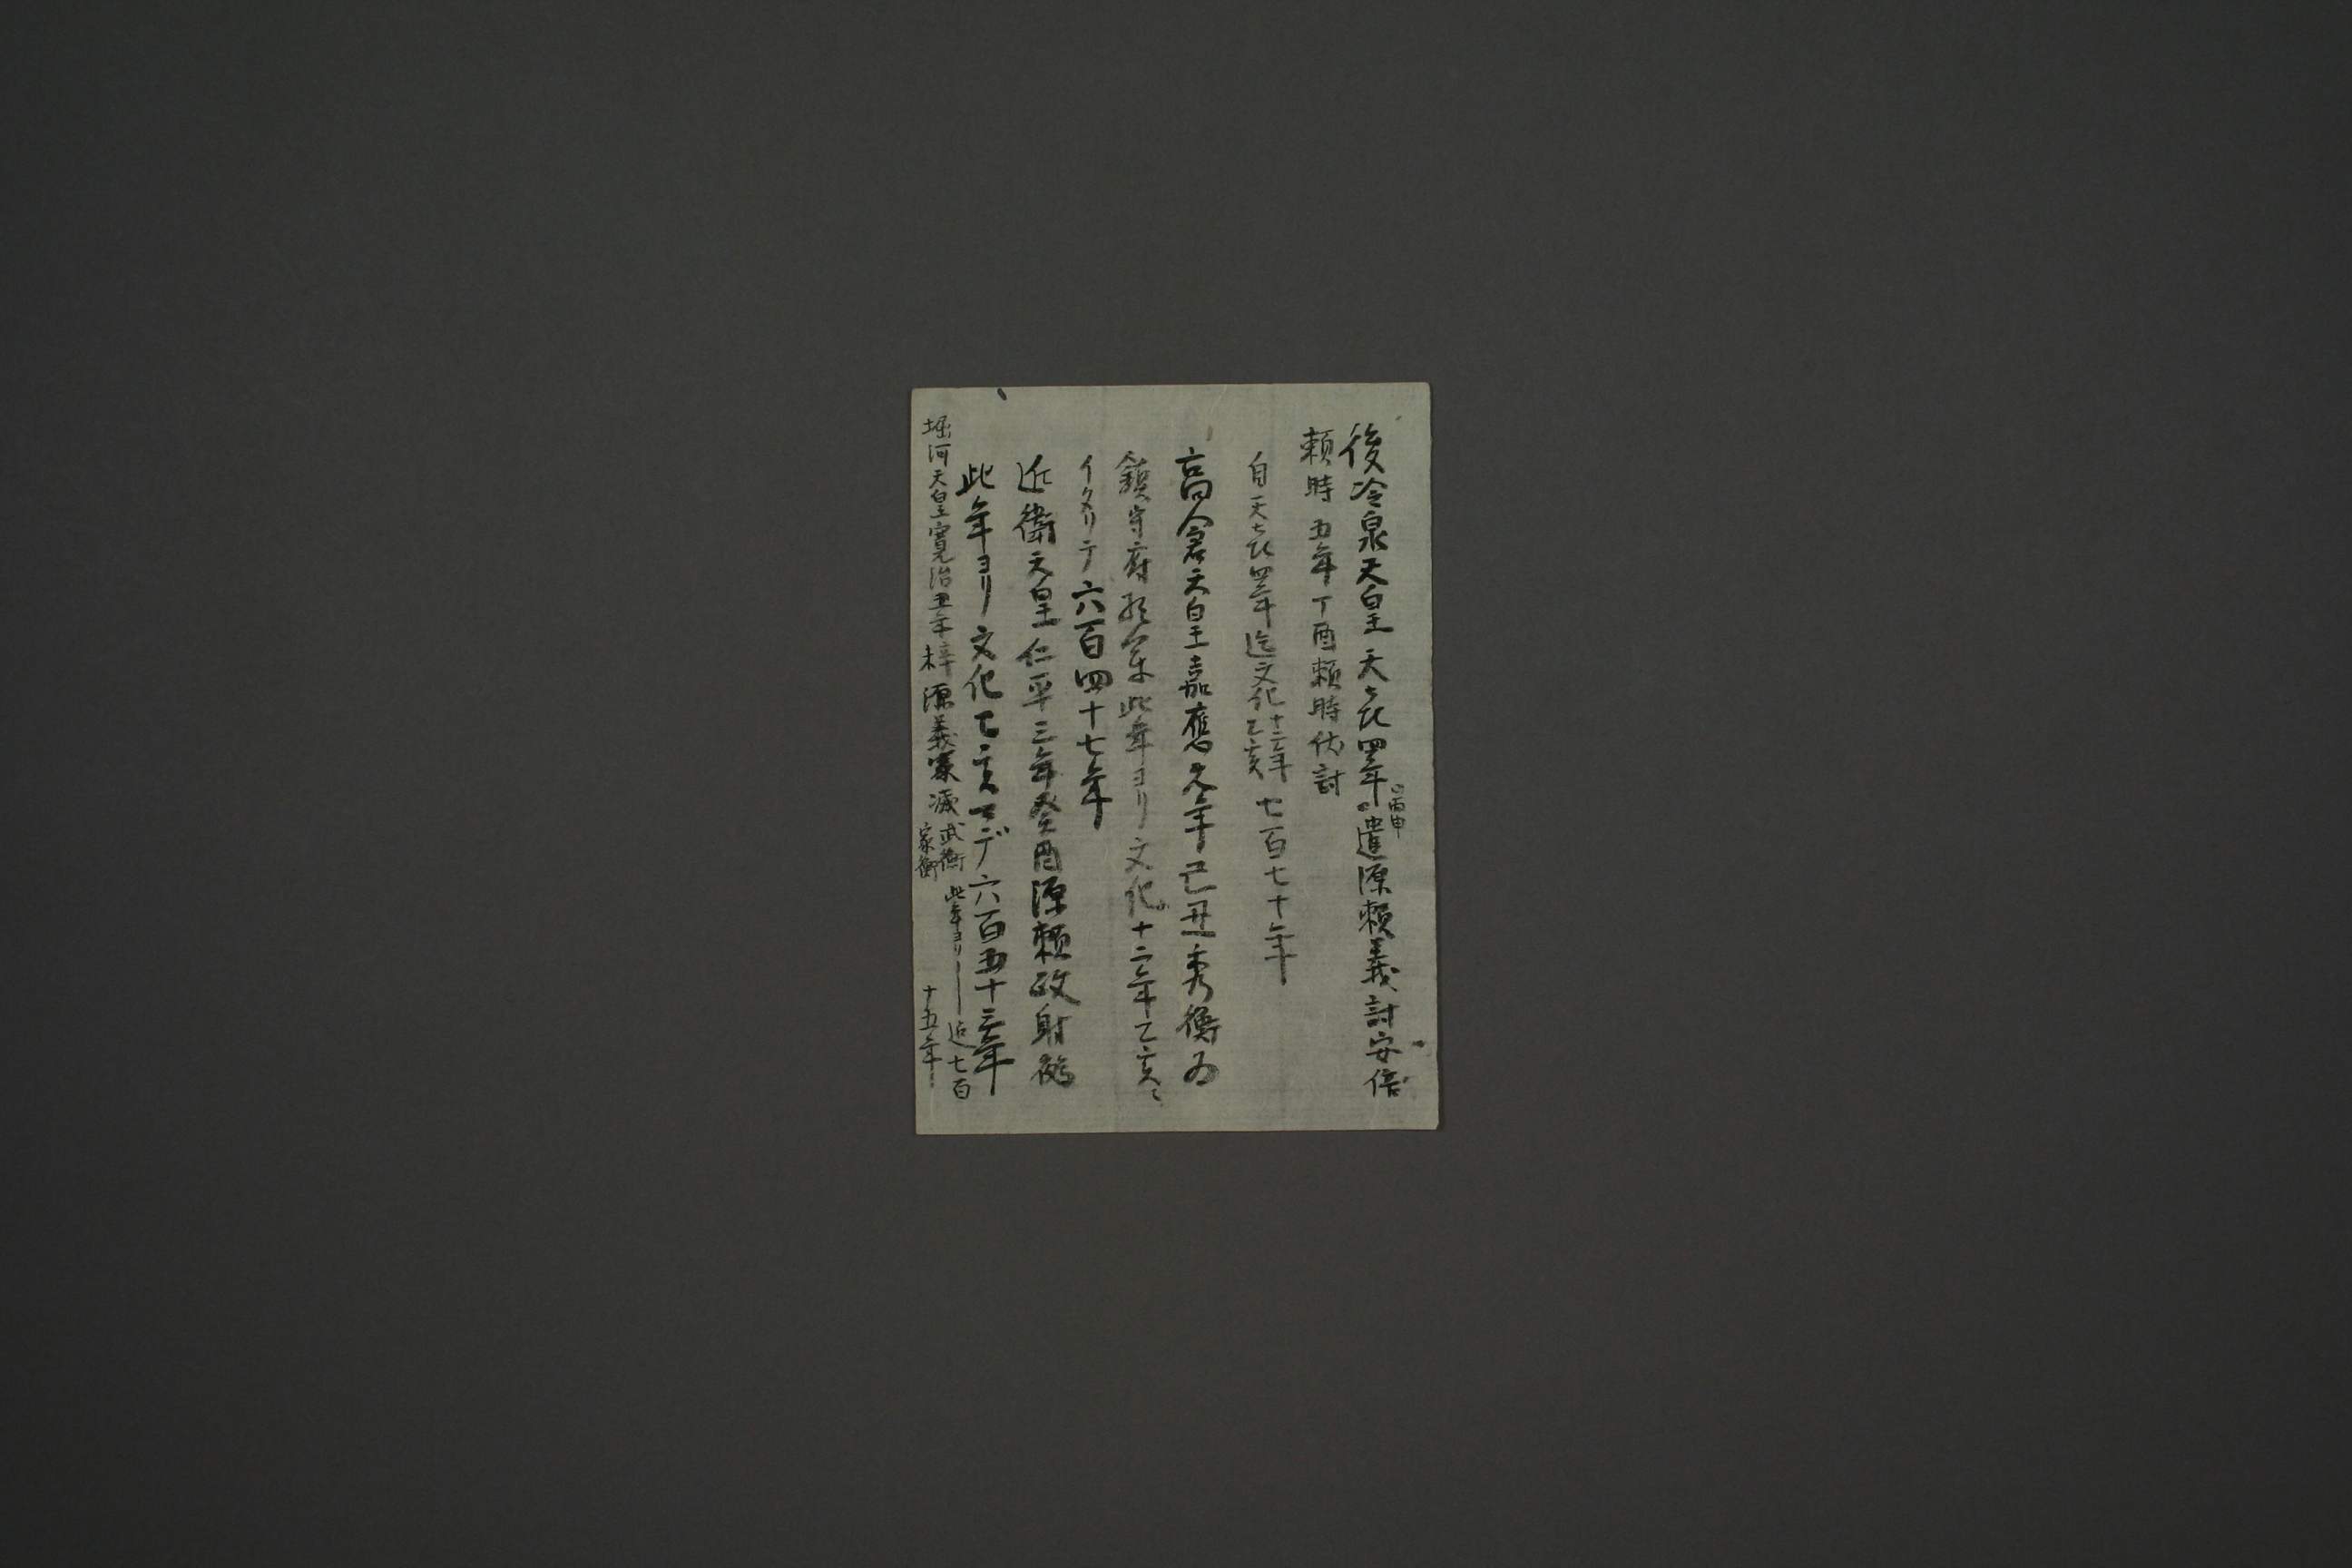 後冷泉天皇天喜四年丙申遣源頼義討安倍
頼時五年丁酉頼時伏討
自天喜四年迄文化十二年乙亥七百七十年
高倉天皇嘉應元年己丑秀衡為
鎮守府将軍此年ヨリ文化十二年乙亥ニ
イタリテ六百四十七年
近衛天皇仁平三年癸酉源頼政射鵺
此年ヨリ文化乙亥マデ六百五十三年
堀河天皇寛治五年 源義家滅武衡家衡此年ヨリ
迄七百
十五年